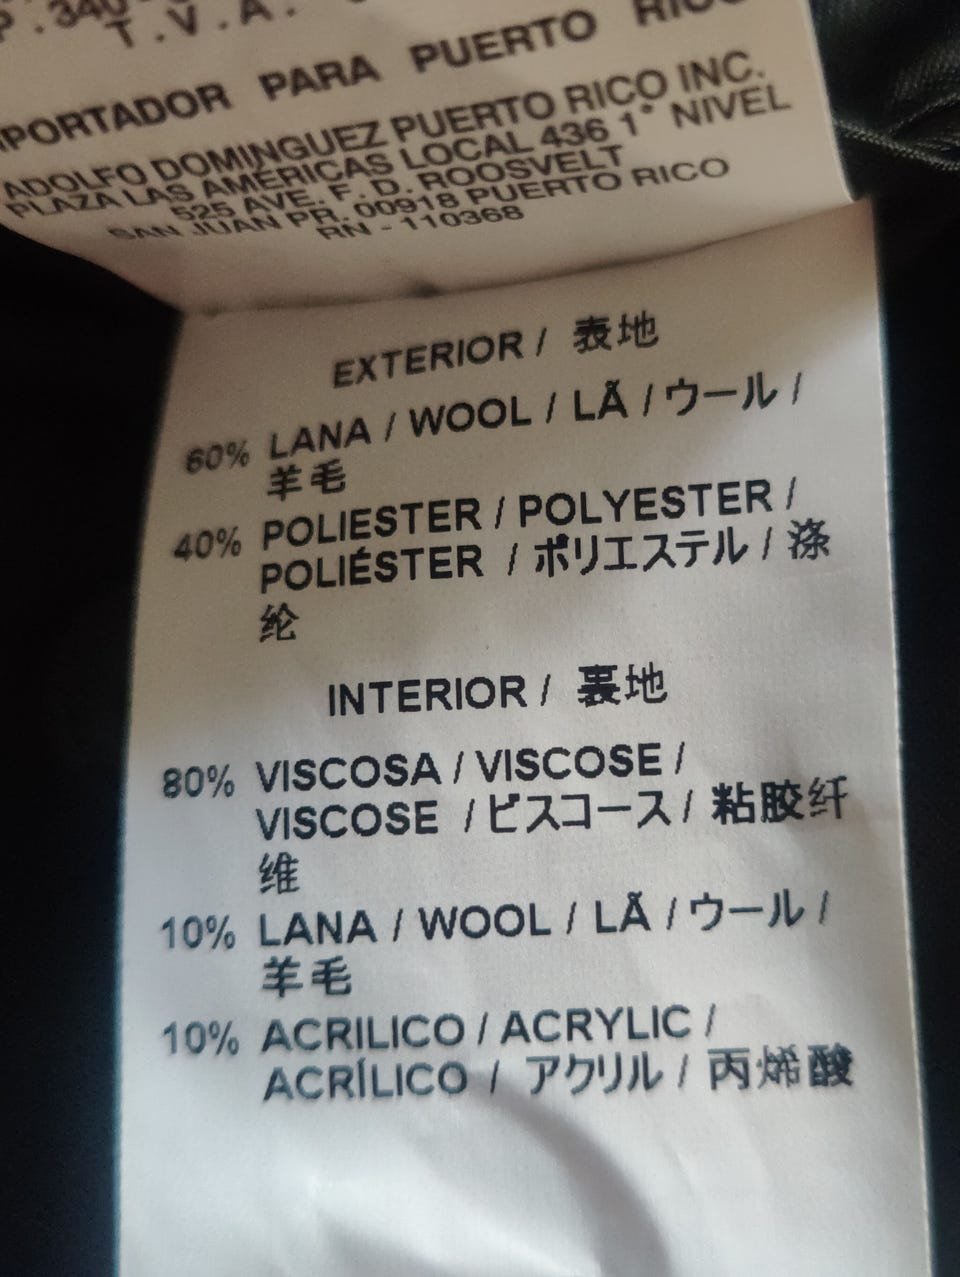 T.V.A.
PARA PUERTO
ADOLFO DOMINGUEZ PUERTO RICO INC.
PLAZA LAS AMÉRICAS LOCAL 436 1° NIVEL
525 AVE. F. D. ROOSVELT
SAN JUAN PR. 00918 PUERTO RICO
RN - 110368
EXTERIOR / 表地
60% LANA / WOOL / LÃ / ウール /
羊毛
40% POLIESTER / POLYESTER /
POLIÉSTER / ポリエステル / 涤
纶
INTERIOR / 裏地
80% VISCOSA / VISCOSE /
VISCOSE / ビスコース / 粘胶纤
维
10% LANA / WOOL / LÃ / ウール /
羊毛
10% ACRILICO / ACRYLIC /
ACRÍLICO / アクリル / 丙烯酸